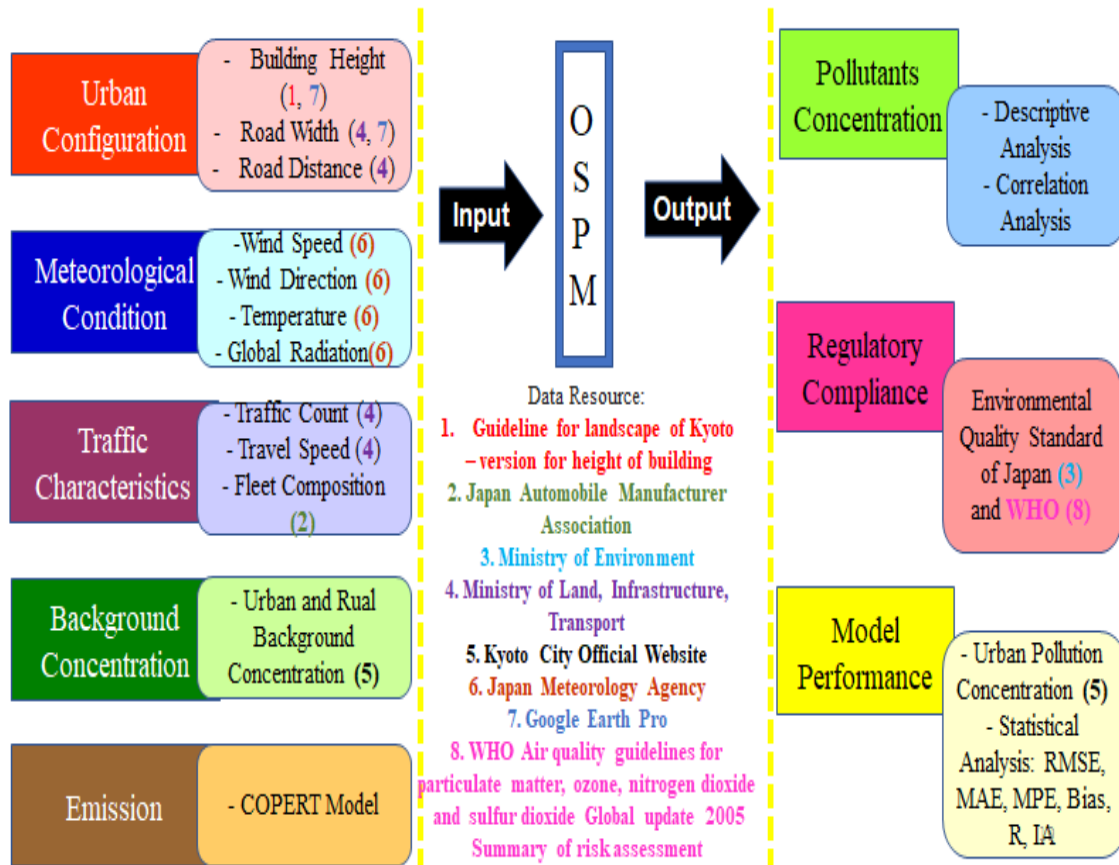 Urban
Configuration
- Building Height
(1, 7)
- Road Width (4, 7)
- Road Distance (4)
Meteorological
Condition
- Wind Speed (6)
- Wind Direction (6)
- Temperature (6)
- Global Radiation(6)
Traffic
Characteristics
- Traffic Count (4)
- Travel Speed (4)
- Fleet Composition
(2)
Background
Concentration
- Urban and Rual
Background
Concentration (5)
Emission
- COPERT Model
Input
O
S
P
M
Output
Data Resource:
1. Guideline for landscape of Kyoto
– version for height of building
2. Japan Automobile Manufacturer
Association
3. Ministry of Environment
4. Ministry of Land, Infrastructure,
Transport
5. Kyoto City Official Website
6. Japan Meteorology Agency
7. Google Earth Pro
8. WHO Air quality guidelines for
particulate matter, ozone, nitrogen dioxide
and sulfur dioxide Global update 2005
Summary of risk assessment
Pollutants
Concentration
- Descriptive
Analysis
- Correlation
Analysis
Regulatory
Compliance
Environmental
Quality Standard
of Japan (3)
and WHO (8)
Model
Performance
- Urban Pollution
Concentration (5)
- Statistical
Analysis: RMSE,
MAE, MPE, Bias,
R, IA